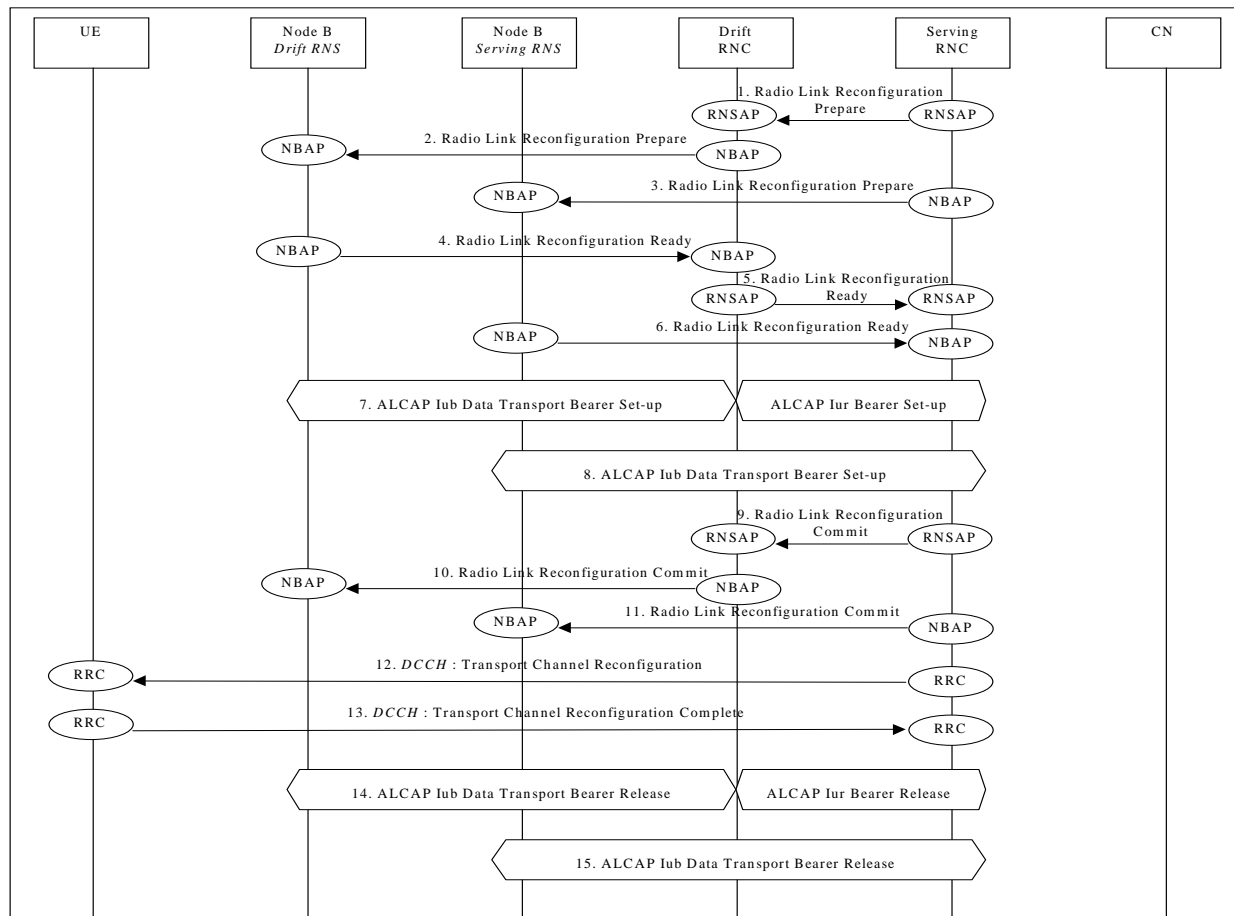 UE
Node B
Drift RNS
Node B
Serving RNS
Drift
RNC
Serving
RNC
CN
1. Radio Link Reconfiguration
Prepare
RNSAP
RNSAP
2. Radio Link Reconfiguration Prepare
NBAP
NBAP
3. Radio Link Reconfiguration Prepare
NBAP
NBAP
4. Radio Link Reconfiguration Ready
NBAP
NBAP
5. Radio Link Reconfiguration
Ready
RNSAP
RNSAP
6. Radio Link Reconfiguration Ready
NBAP
NBAP
7. ALCAP Iub Data Transport Bearer Set-up
ALCAP Iur Bearer Set-up
8. ALCAP Iub Data Transport Bearer Set-up
9. Radio Link Reconfiguration
Commit
RNSAP
RNSAP
10. Radio Link Reconfiguration Commit
NBAP
NBAP
11. Radio Link Reconfiguration Commit
NBAP
NBAP
12. DCCH : Transport Channel Reconfiguration
RRC
RRC
13. DCCH : Transport Channel Reconfiguration Complete
RRC
RRC
14. ALCAP Iub Data Transport Bearer Release
ALCAP Iur Bearer Release
15. ALCAP Iub Data Transport Bearer Release